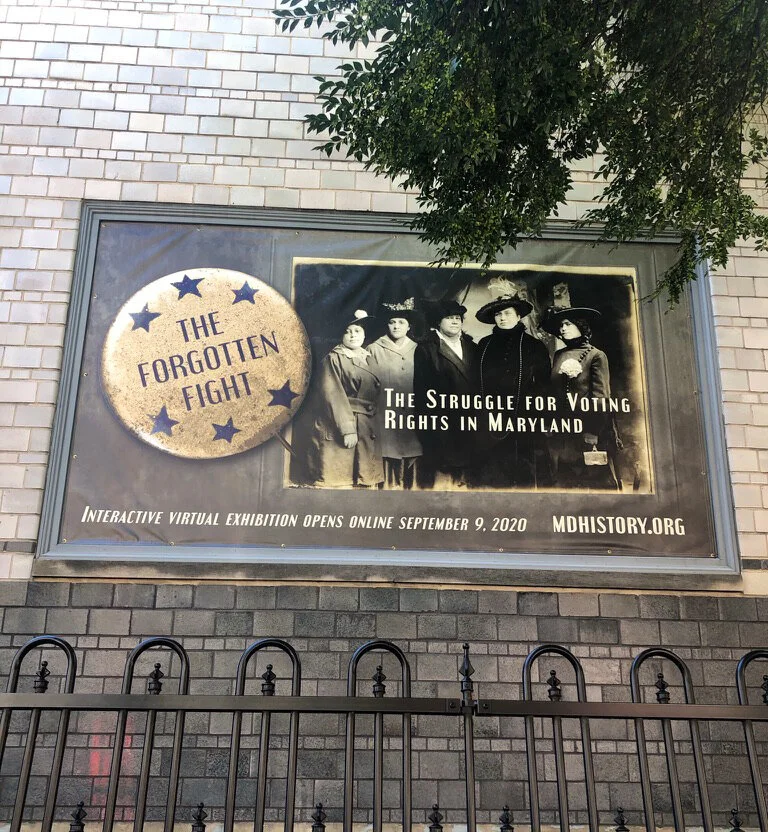 THE
FORGOTTEN
FIGHT
THE STRUGGLE FOR VOTING
RIGHTS IN MARYLAND
INTERACTIVE VIRTUAL EXHIBITION OPENS ONLINE SEPTEMBER 9, 2020 MDHISTORY.ORG